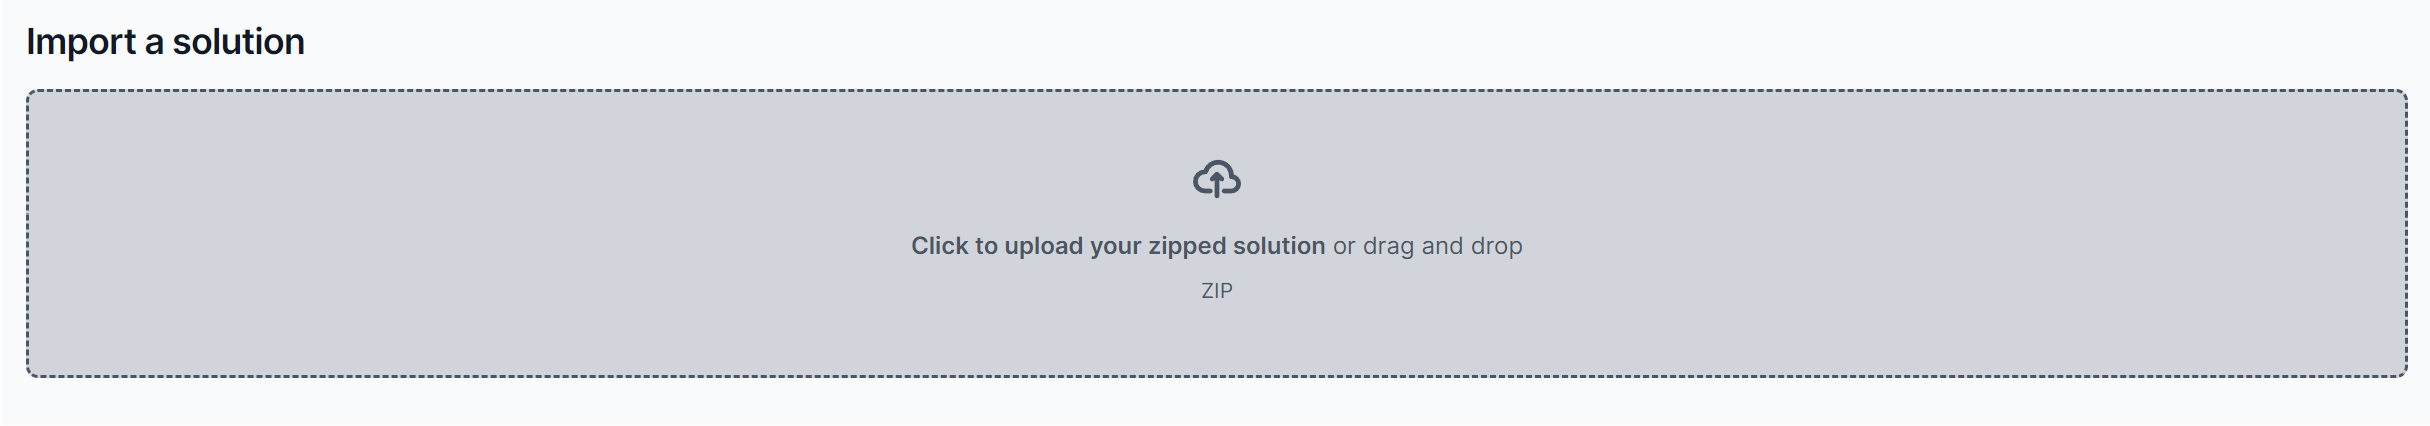 Import a solution
Click to upload your zipped solution or drag and drop
ZIP